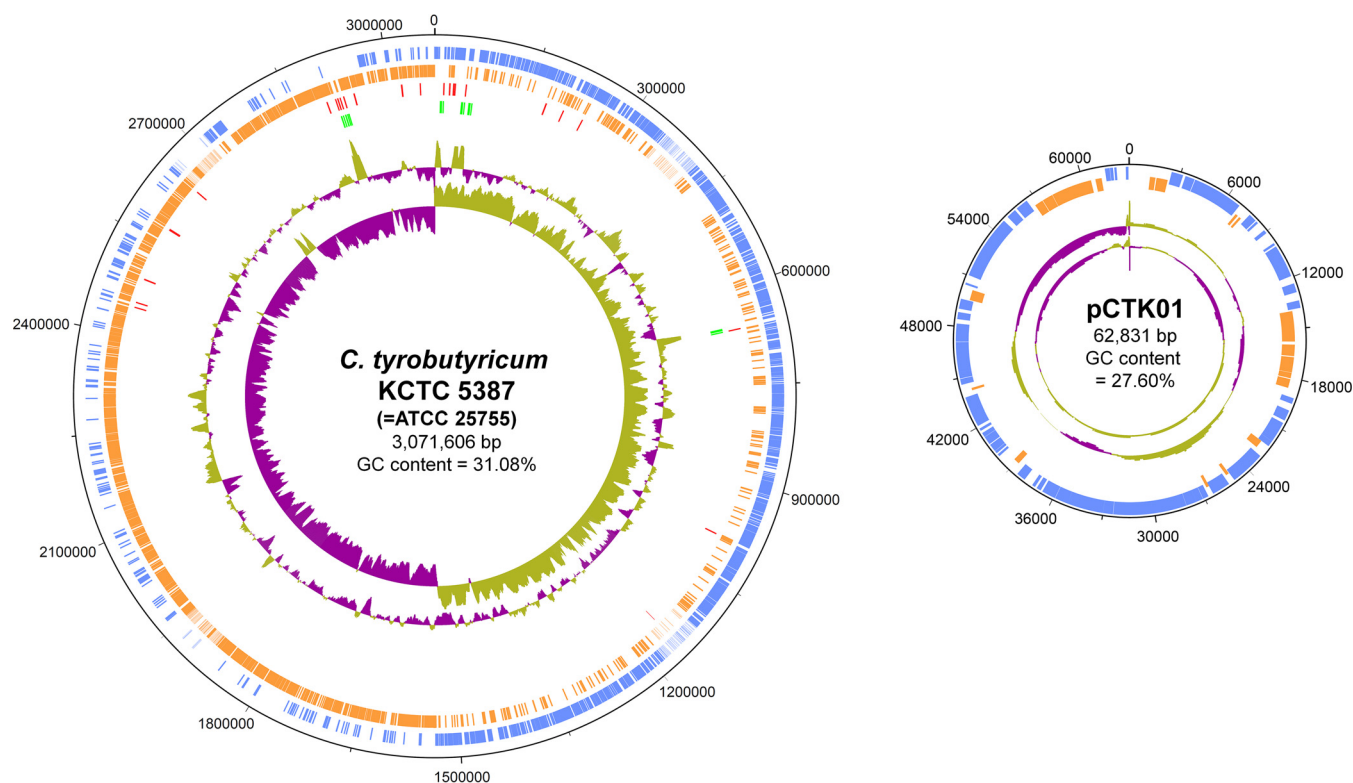 0
300000
600000
900000
1200000
1500000
1800000
2100000
2400000
2700000
3000000
C. tyrobutyricum
KCTC 5387
(=ATCC 25755)
3,071,606 bp
GC content = 31.08%
0
6000
12000
18000
24000
30000
36000
42000
48000
54000
60000
pCTK01
62,831 bp
GC content
= 27.60%